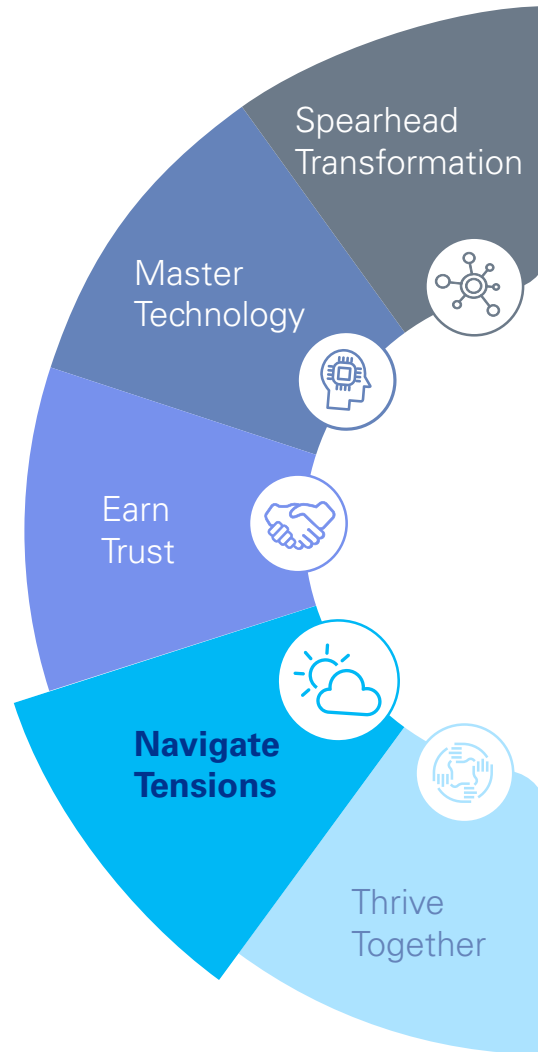 Spearhead
Transformation
Master
Technology
Earn
Trust
Navigate
Tensions
Thrive
Together